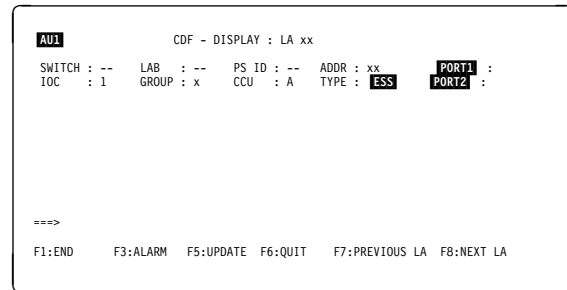 AU1 CDF - DISPLAY : LA xx
SWITCH : -- LAB : -- PS ID : -- ADDR : xx PORT1 :
IOC : 1 GROUP : x CCU : A TYPE : ESS PORT2 :
===>
F1:END F3:ALARM F5:UPDATE F6:QUIT F7:PREVIOUS LA F8:NEXT LA